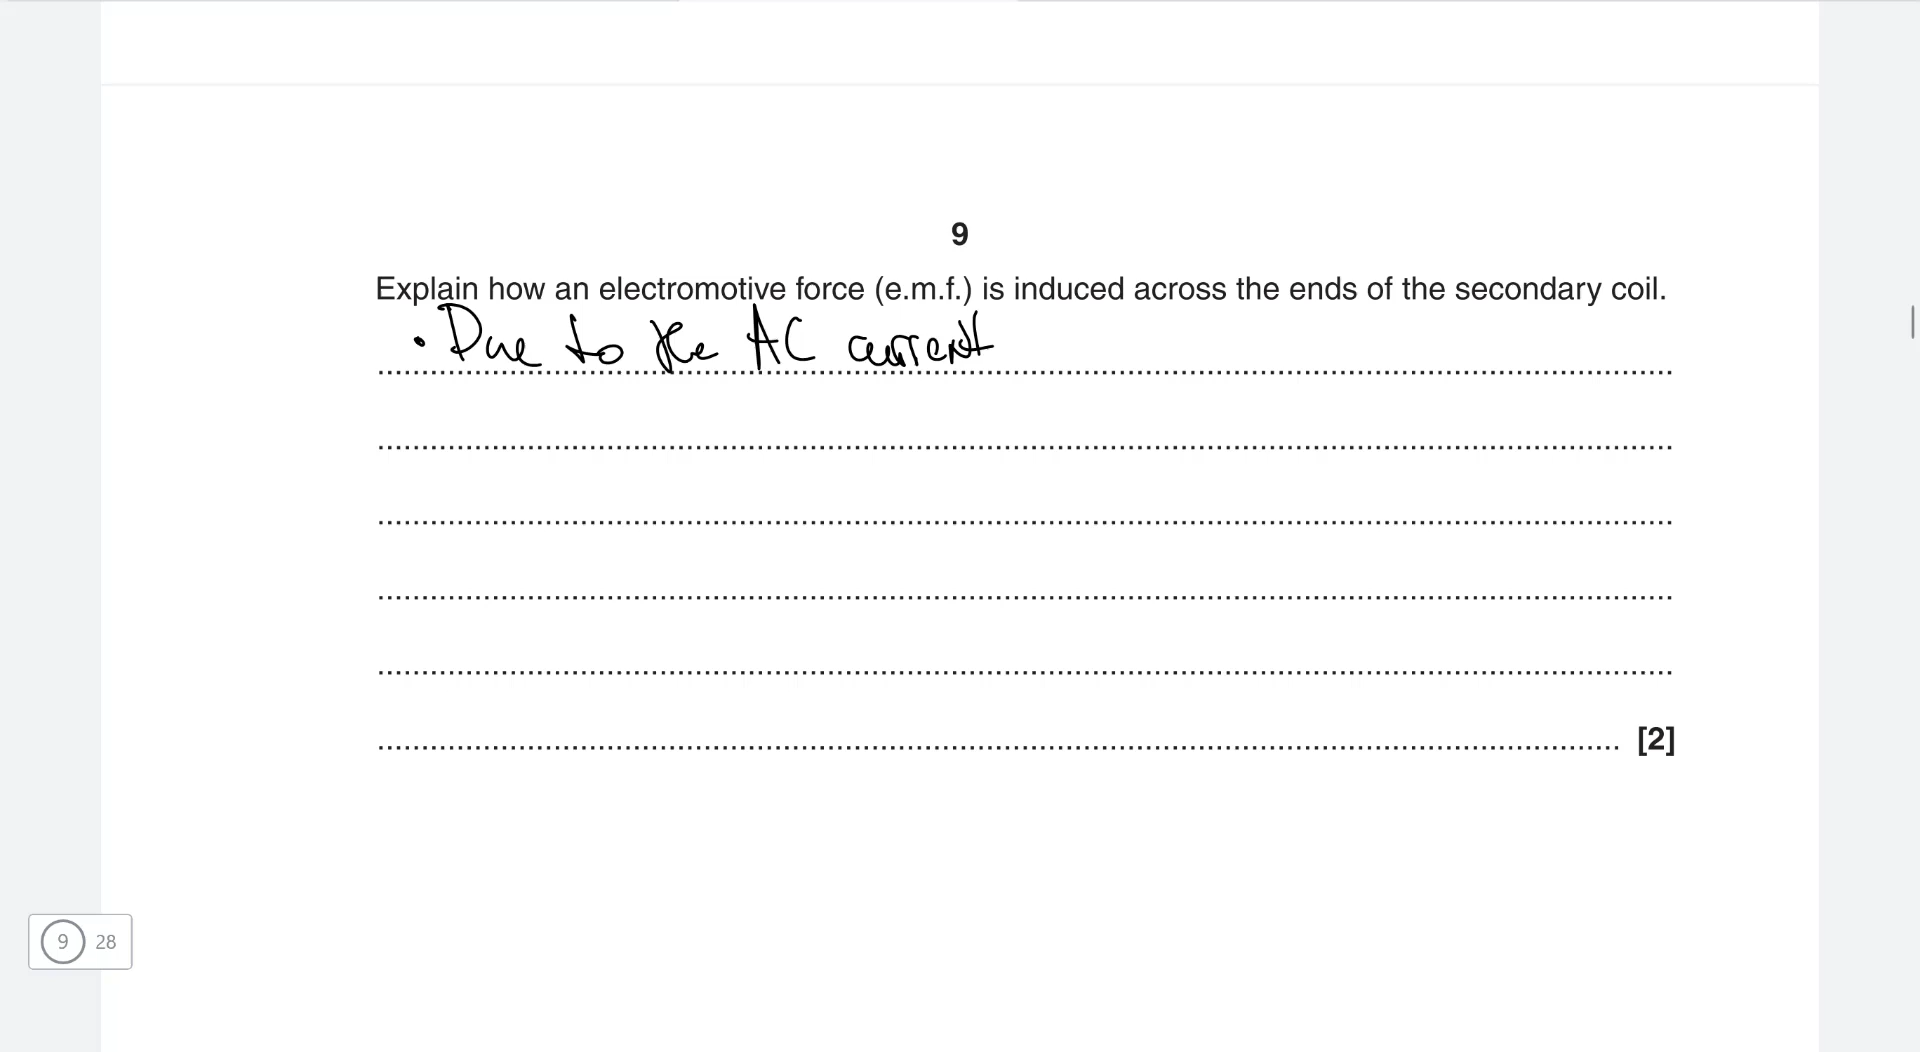 9
Explain how an electromotive force (e.m.f.) is induced across the ends of the secondary coil.
• Due to the AC current
[2]
9 28